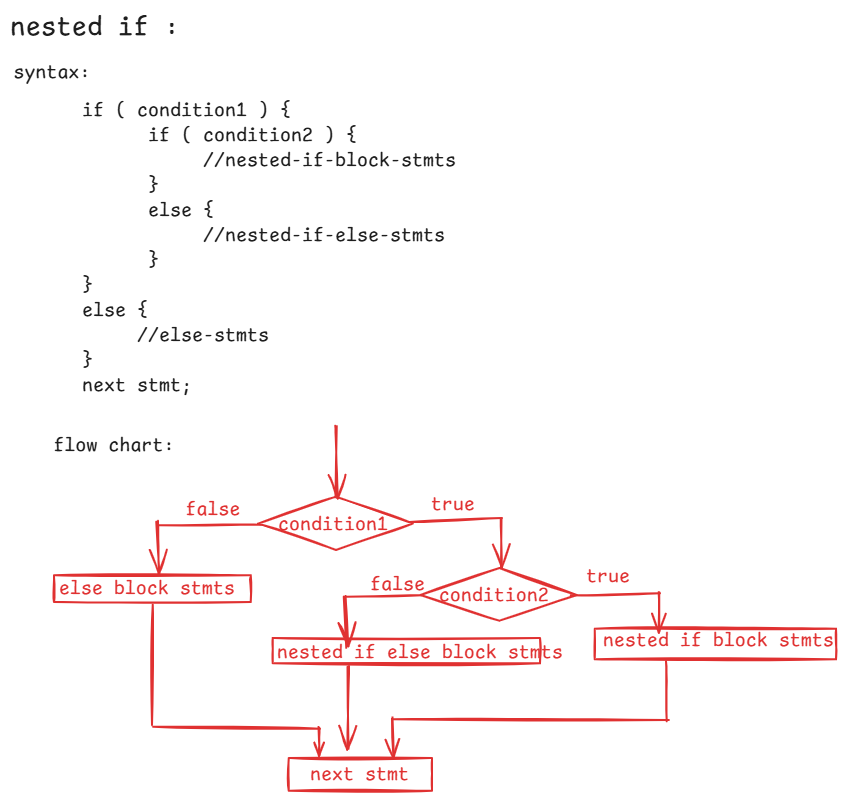 nested if :
syntax:
if ( condition1 ) {
if ( condition2 ) {
//nested-if-block-stmts
}
else {
//nested-if-else-stmts
}
}
else {
//else-stmts
}
next stmt;
flow chart:
false
true
condition1
false
true
else block stmts
condition2
nested if else block stmts
nested if block stmts
next stmt